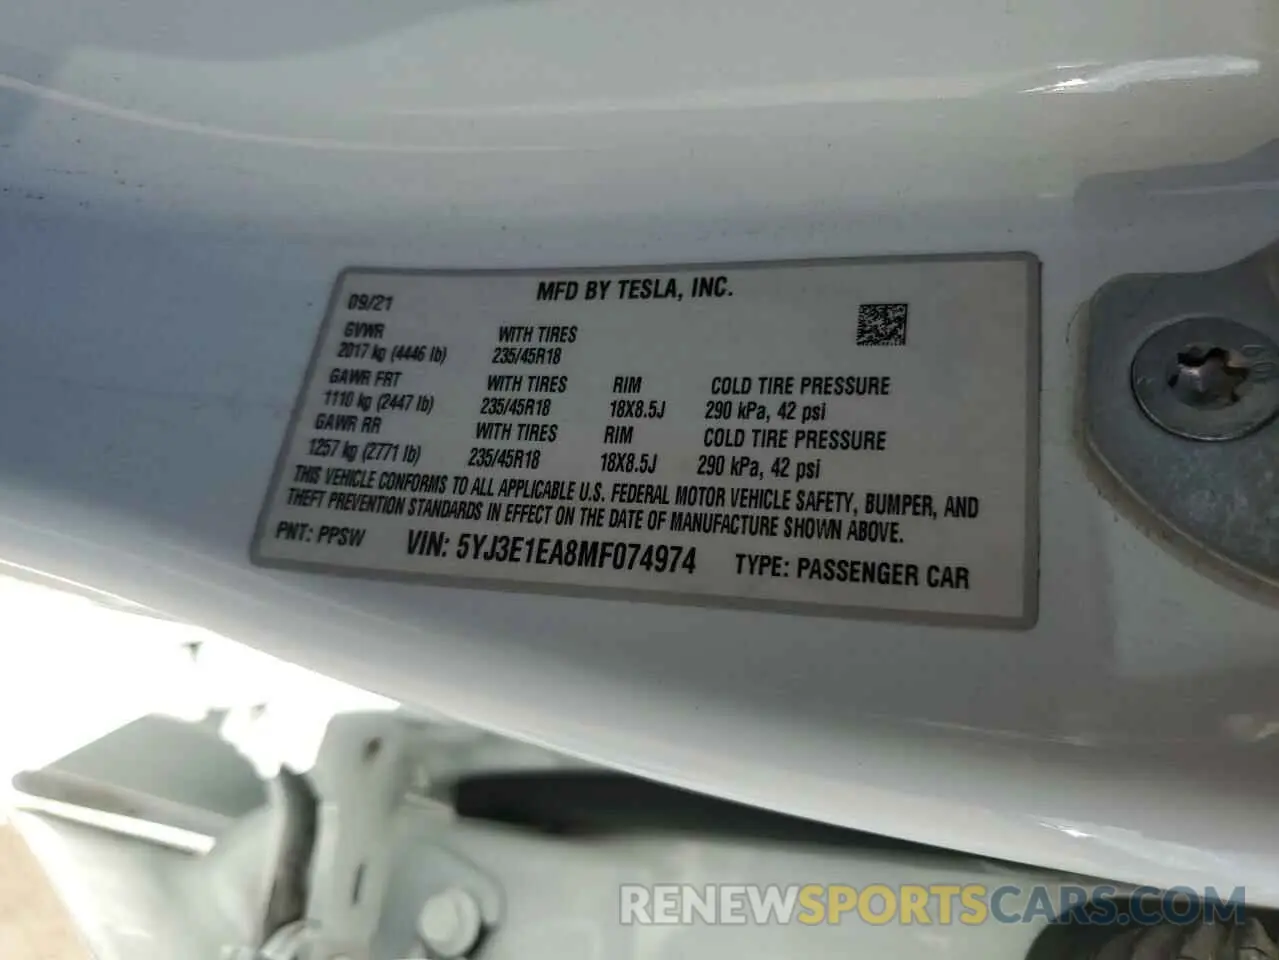 MFD BY TESLA, INC.
09/21
GVWR WITH TIRES
2017 kg (4446 lb) 235/45R18
GAWR FRT WITH TIRES RIM COLD TIRE PRESSURE
1110 kg (2447 lb) 235/45R18 18X8.5J 290 kPa, 42 psi
GAWR RR WITH TIRES RIM COLD TIRE PRESSURE
1257 kg (2771 lb) 235/45R18 18X8.5J 290 kPa, 42 psi
THIS VEHICLE CONFORMS TO ALL APPLICABLE U.S. FEDERAL MOTOR VEHICLE SAFETY, BUMPER, AND
THEFT PREVENTION STANDARDS IN EFFECT ON THE DATE OF MANUFACTURE SHOWN ABOVE.
PNT: PPSW VIN: 5YJ3E1EA8MF074974 TYPE: PASSENGER CAR
RENEWSPORTSCARS.COM